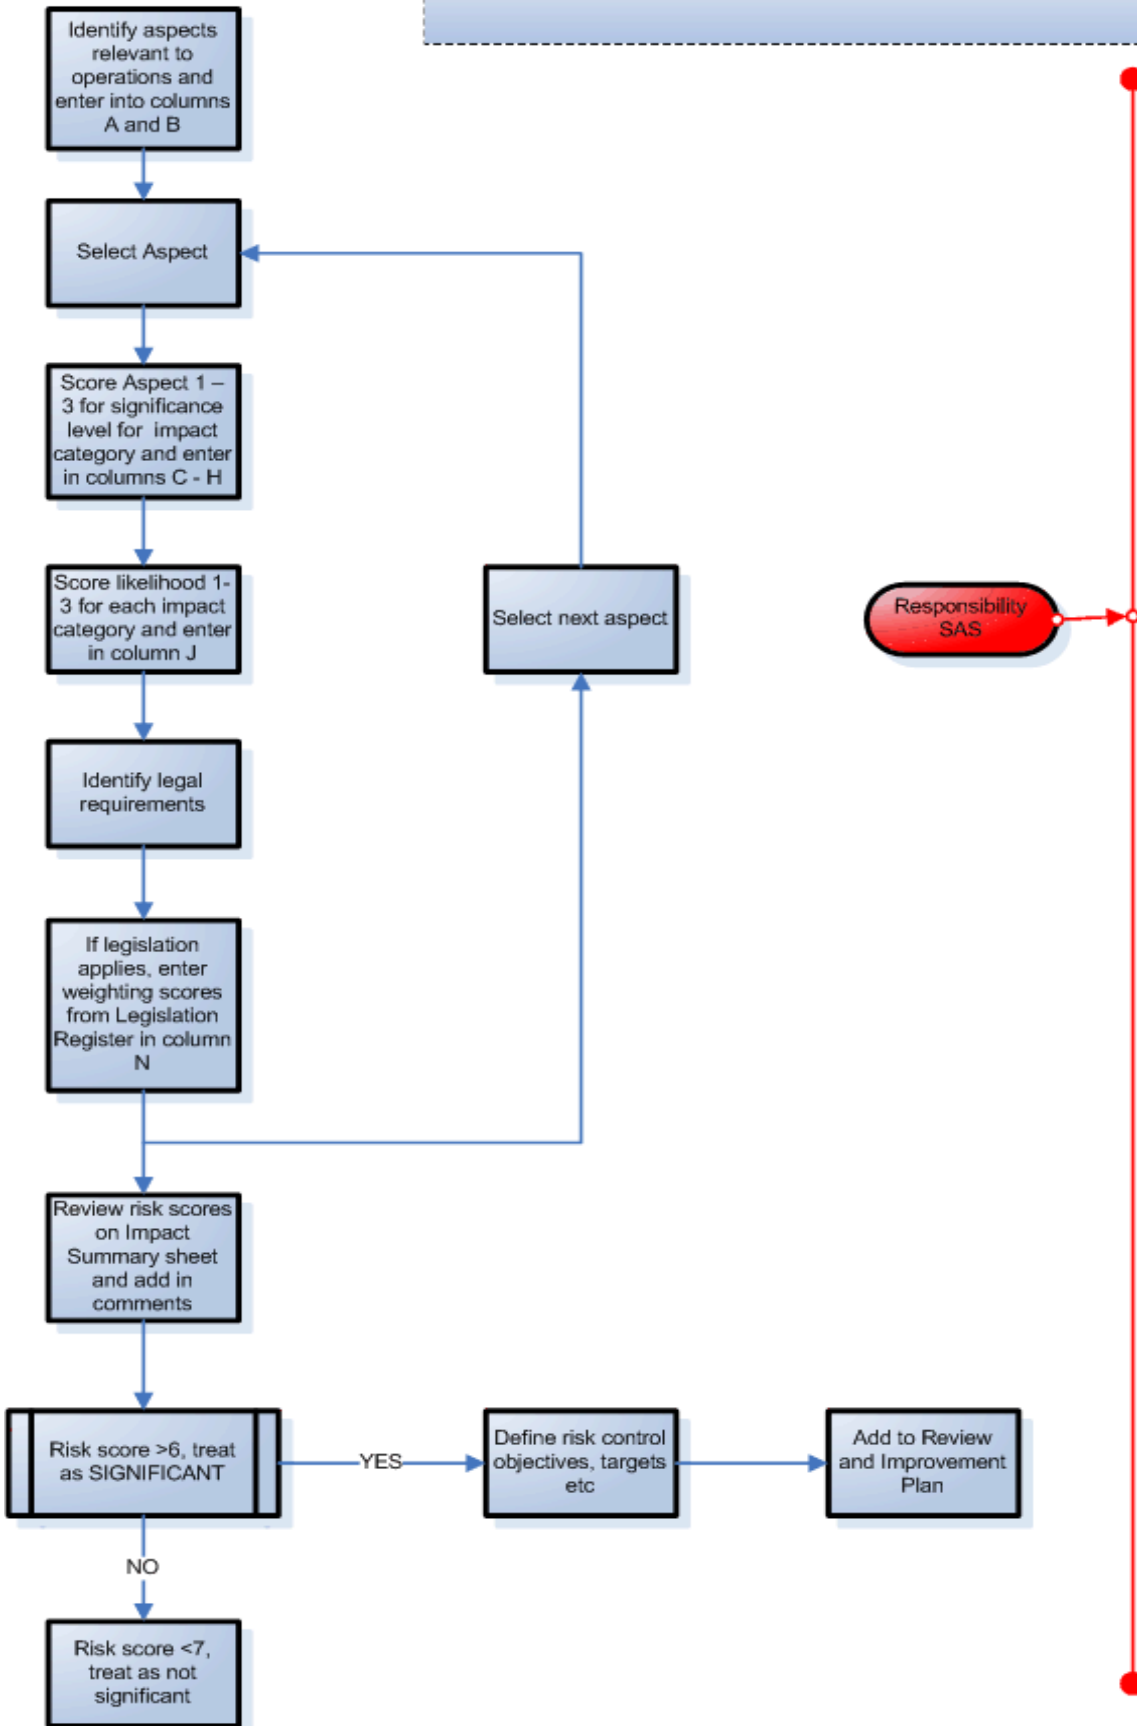 Identify aspects
relevant to
operations and
enter into columns
A and B
Select Aspect
Score Aspect 1 –
3 for significance
level for impact
category and enter
in columns C - H
Score likelihood 1-
3 for each impact
category and enter
in column J
Select next aspect
Responsibility
SAS
Identify legal
requirements
If legislation
applies, enter
weighting scores
from Legislation
Register in column
N
Review risk scores
on Impact
Summary sheet
and add in
comments
Risk score >6, treat
as SIGNIFICANT
YES
Define risk control
objectives, targets
etc
Add to Review
and Improvement
Plan
NO
Risk score <7,
treat as not
significant